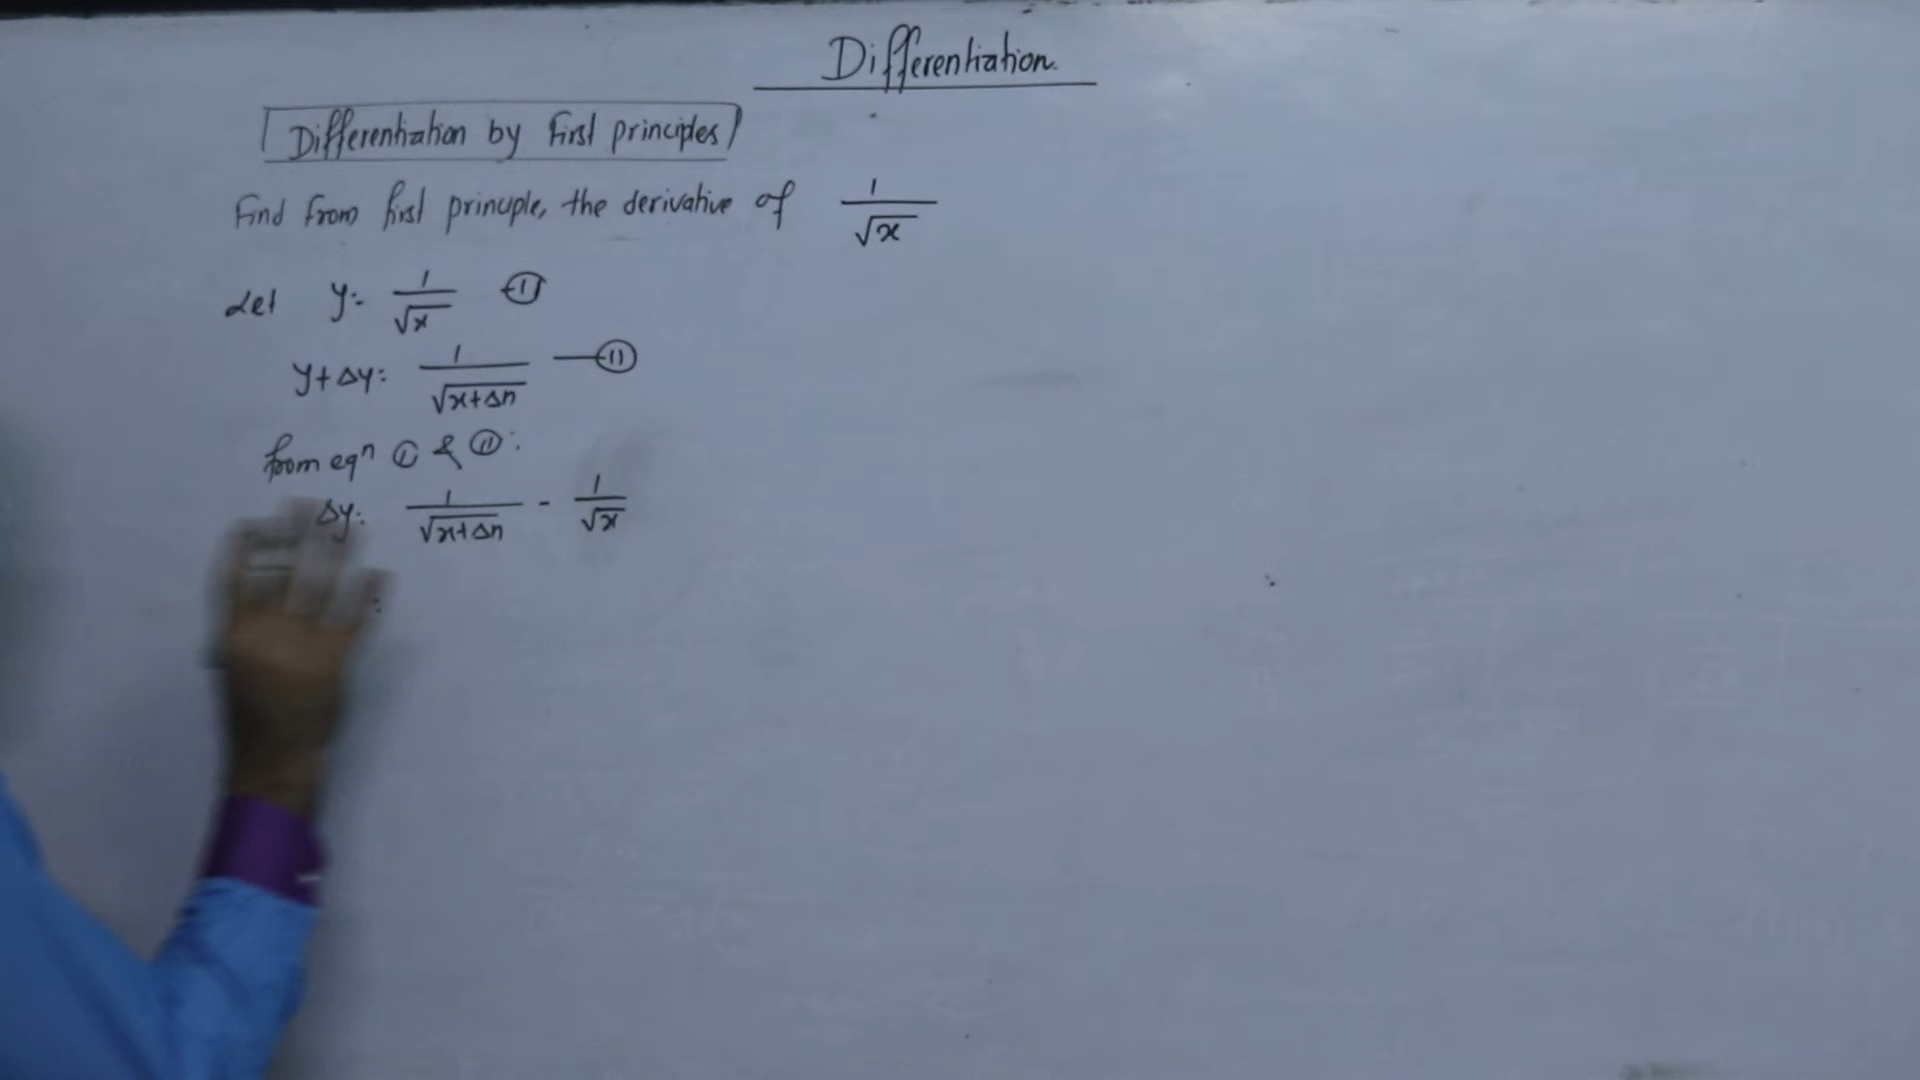 Differentiation.
Differentiation by first principles
Find from first principle, the derivative of 1/√x
Let y = 1/√x —(I)
y+Δy = 1/√(x+Δn) —(II)
from eqn (I) & (II):
Δy = 1/√(x+Δn) - 1/√x